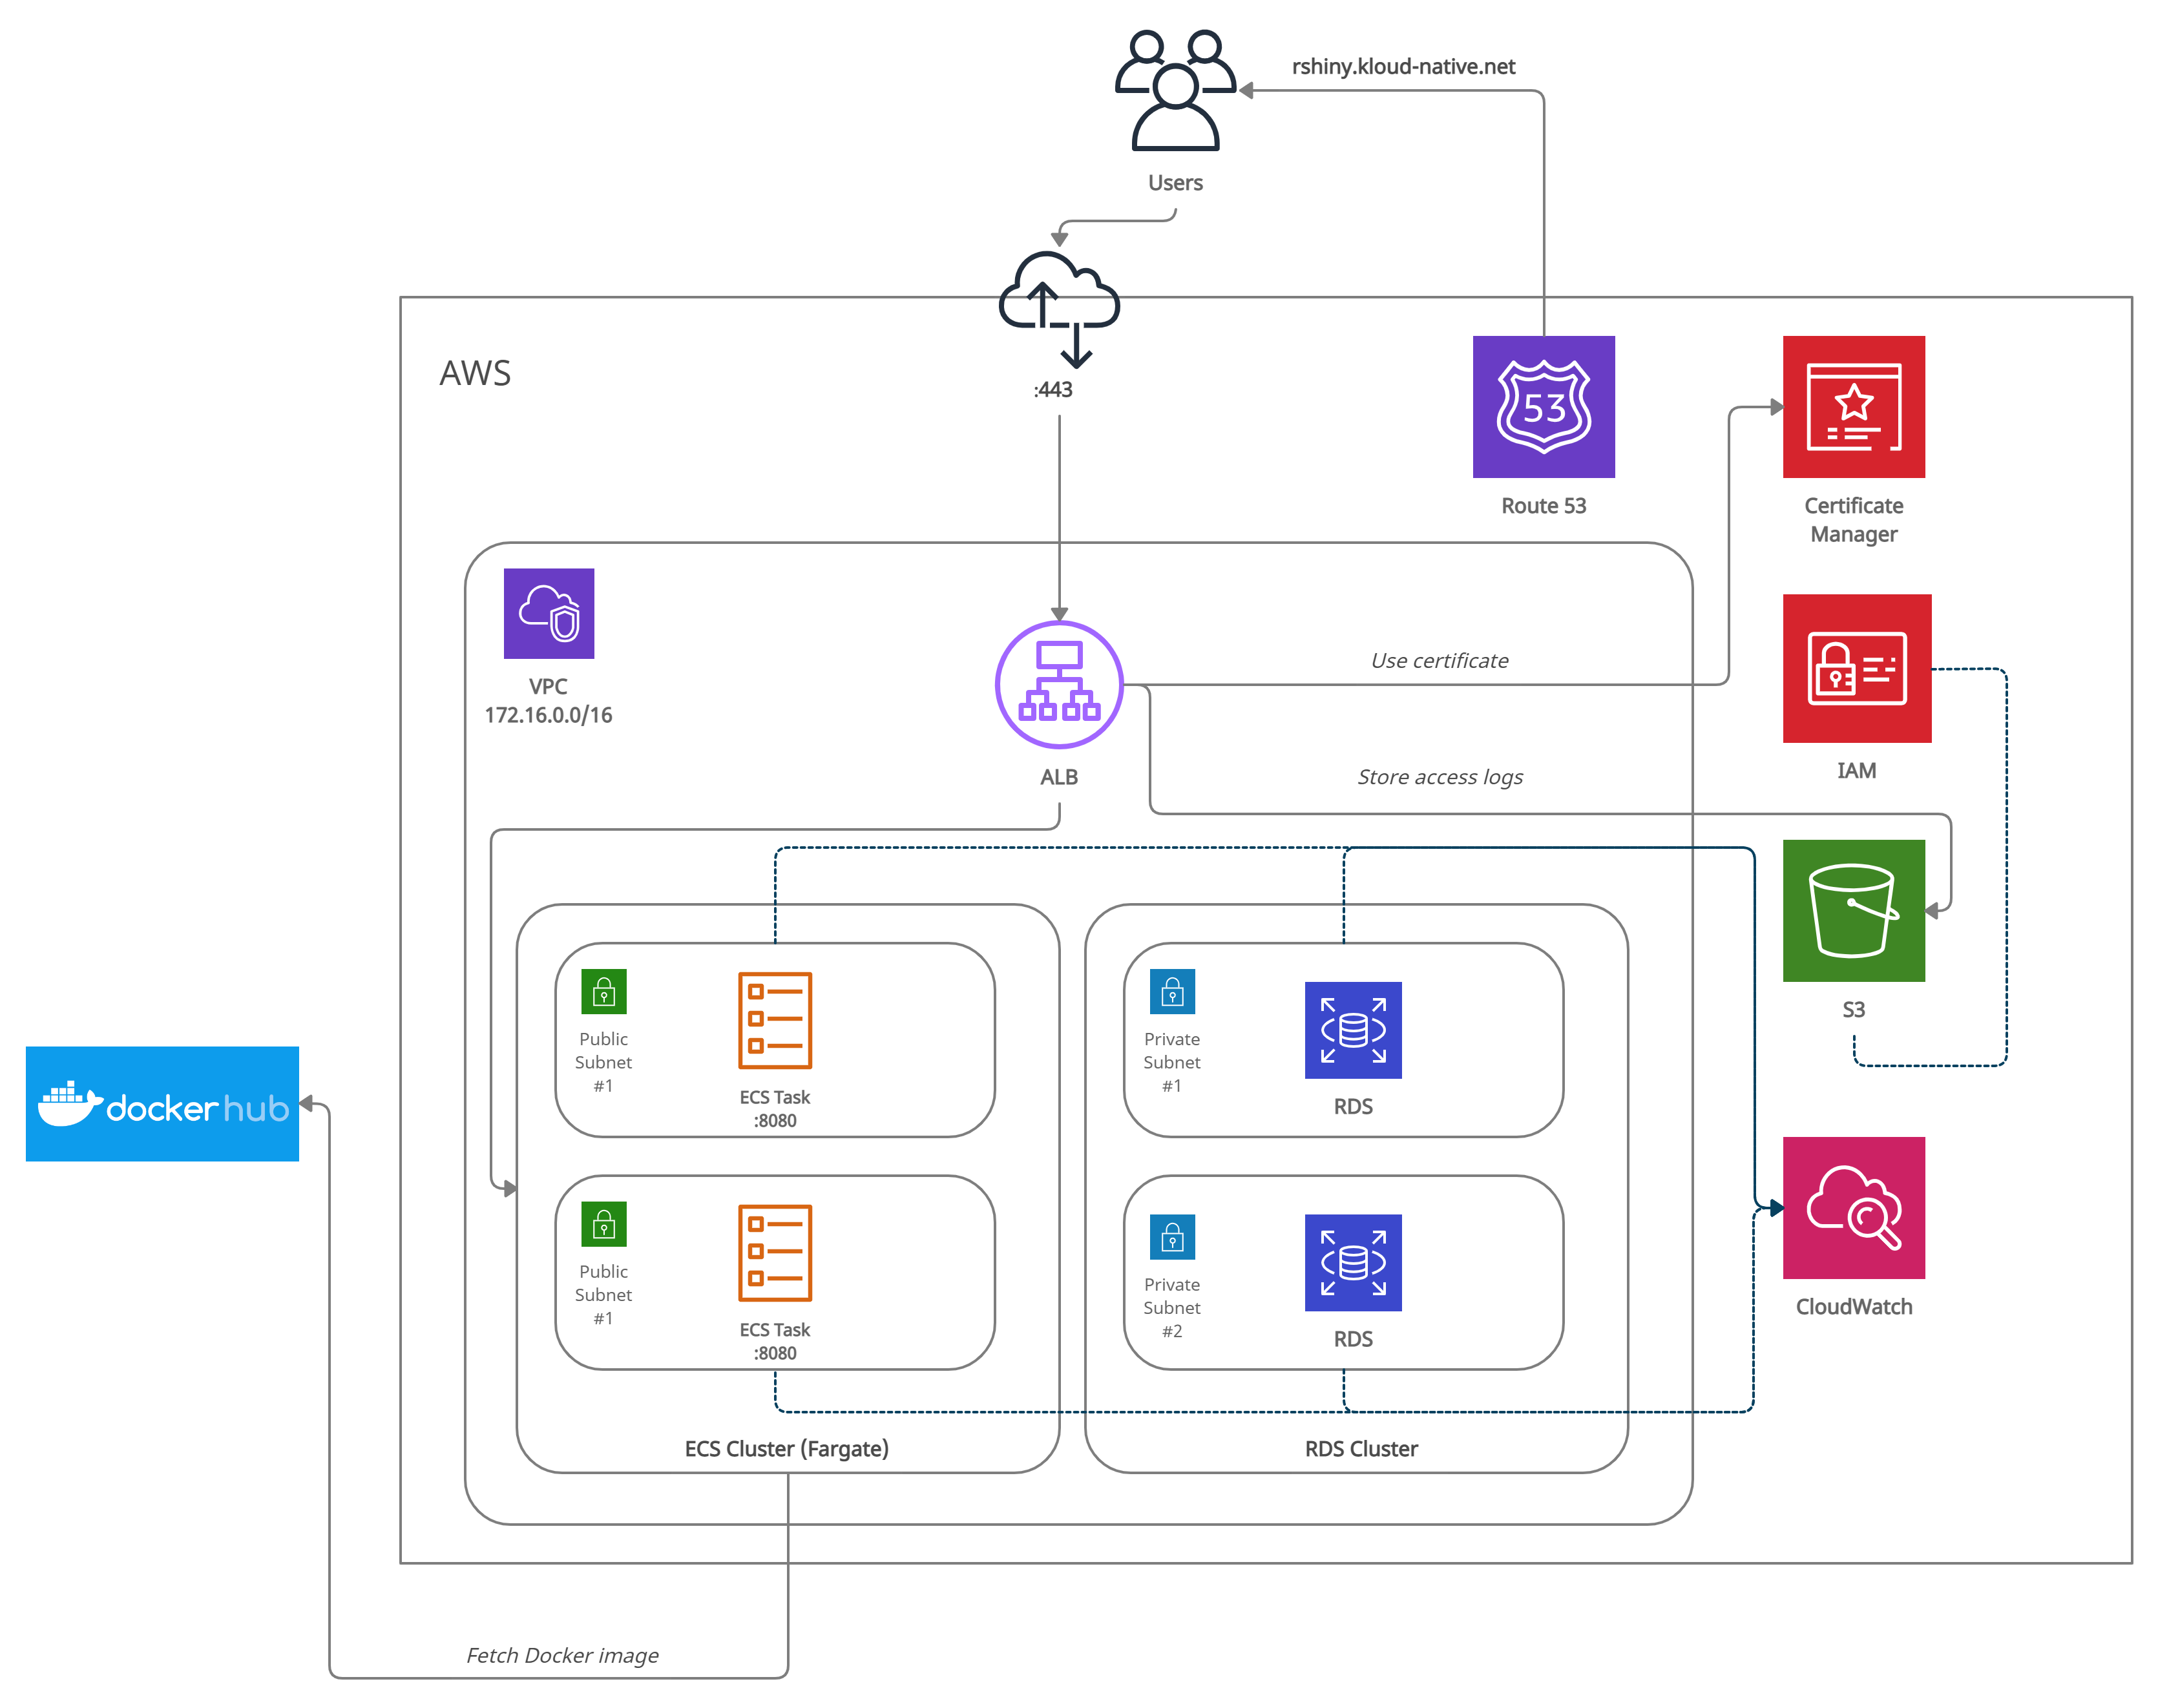 rshiny.kloud-native.net
Users
AWS
:443
53
Route 53
Certificate
Manager
VPC
172.16.0.0/16
Use certificate
IAM
ALB
Store access logs
S3
Public
Subnet
#1
ECS Task
:8080
Private
Subnet
#1
RDS
docker hub
Public
Subnet
#1
ECS Task
:8080
Private
Subnet
#2
RDS
CloudWatch
ECS Cluster (Fargate)
RDS Cluster
Fetch Docker image